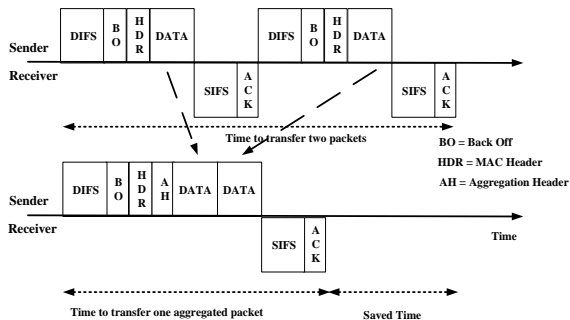 DIFS BO HDR DATA DIFS BO HDR DATA
Sender
Receiver
SIFS ACK SIFS ACK
Time to transfer two packets
BO = Back Off
HDR = MAC Header
AH = Aggregation Header
DIFS BO HDR AH DATA DATA
Sender
Receiver
Time
SIFS ACK
Time to transfer one aggregated packet
Saved Time